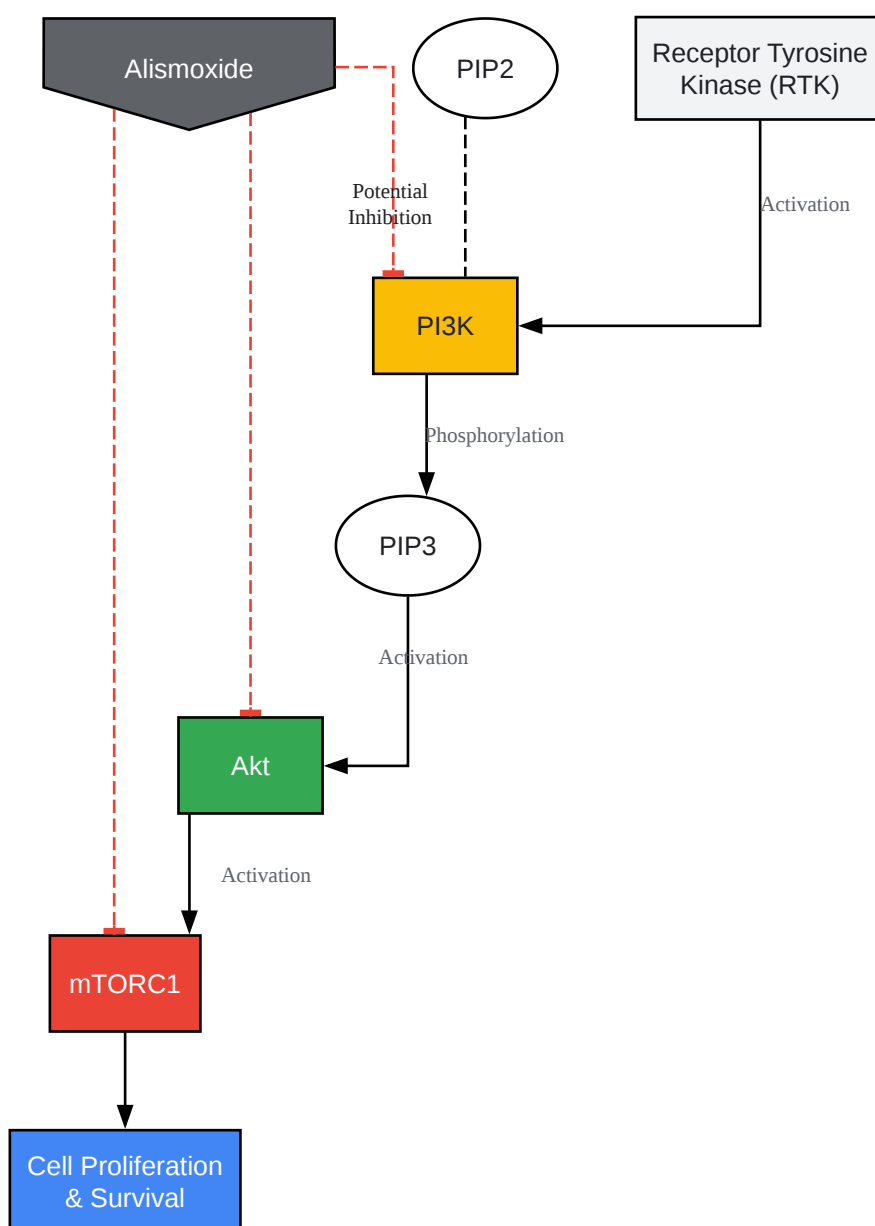 Alismoxide
PIP2
Receptor Tyrosine
Kinase (RTK)
Potential
Inhibition
Activation
PI3K
Phosphorylation
PIP3
Activation
Akt
Activation
mTORC1
Cell Proliferation
& Survival